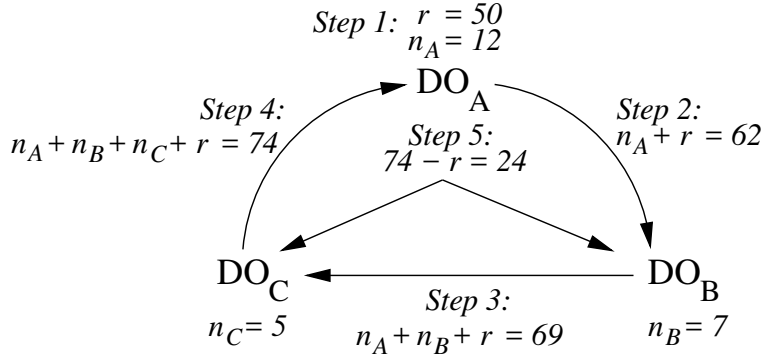 Step 1: r = 50
n_A = 12
DO_A
Step 4:
n_A + n_B + n_C + r = 74
Step 2:
n_A + r = 62
Step 5:
74 − r = 24
DO_C
n_C = 5
DO_B
n_B = 7
Step 3:
n_A + n_B + r = 69